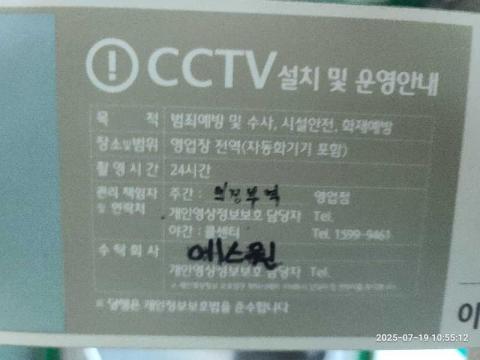 ! CCTV 설치 및 운영안내
목 적 범죄예방 및 수사, 시설안전, 화재예방
장소및범위 영업장 전역(자동화기기 포함)
촬영시간 24시간
관리 책임자 및 연락처 주간 : 의정부역 영업점
개인영상정보보호 담당자 Tel.
야간 : 콜센터 Tel. 1599-9461
수탁회사 에스원
개인영상정보보호 담당자 Tel.
※ 당행은 개인정보보호법을 준수합니다
이
2025-07-19 10:55:12